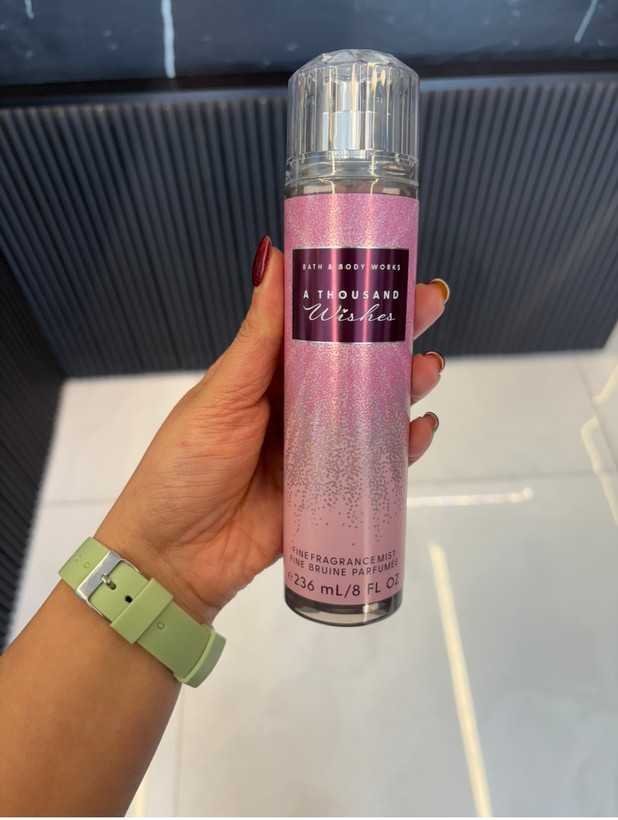 BATH & BODY WORKS
A THOUSAND
Wishes
FINE FRAGRANCE MIST
FINE BRUINE PARFUMÉE
℮236 mL/8 FL OZ